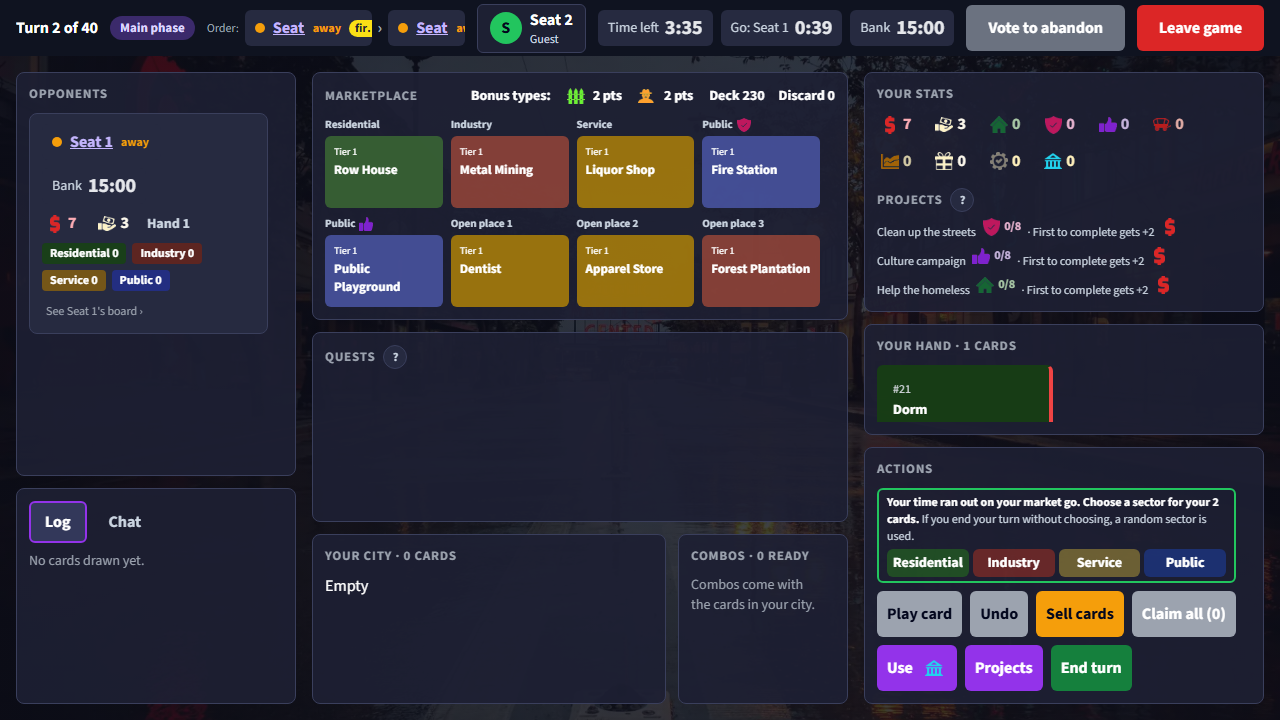 Turn 2 of 40
Main phase
Order:
Seat away fir.
›
Seat
S
Seat 2
Guest
Time left 3:35
Go: Seat 1 0:39
Bank 15:00
Vote to abandon
Leave game
OPPONENTS
Seat 1 away
Bank 15:00
7 3 Hand 1
Residential 0 Industry 0
Service 0 Public 0
See Seat 1's board ›
Log Chat
No cards drawn yet.
MARKETPLACE Bonus types: 2 pts 2 pts Deck 230 Discard 0
Residential Industry Service Public
Tier 1 Tier 1 Tier 1 Tier 1
Row House Metal Mining Liquor Shop Fire Station
Public Open place 1 Open place 2 Open place 3
Tier 1 Tier 1 Tier 1 Tier 1
Public Dentist Apparel Store Forest Plantation
Playground
QUESTS ?
YOUR CITY · 0 CARDS
Empty
COMBOS · 0 READY
Combos come with
the cards in your city.
YOUR STATS
7 3 0 0 0 0
0 0 0 0
PROJECTS ?
Clean up the streets 0/8 · First to complete gets +2
Culture campaign 0/8 · First to complete gets +2
Help the homeless 0/8 · First to complete gets +2
YOUR HAND · 1 CARDS
#21
Dorm
ACTIONS
Your time ran out on your market go. Choose a sector for your 2
cards. If you end your turn without choosing, a random sector is
used.
Residential Industry Service Public
Play card Undo Sell cards Claim all (0)
Use Projects End turn